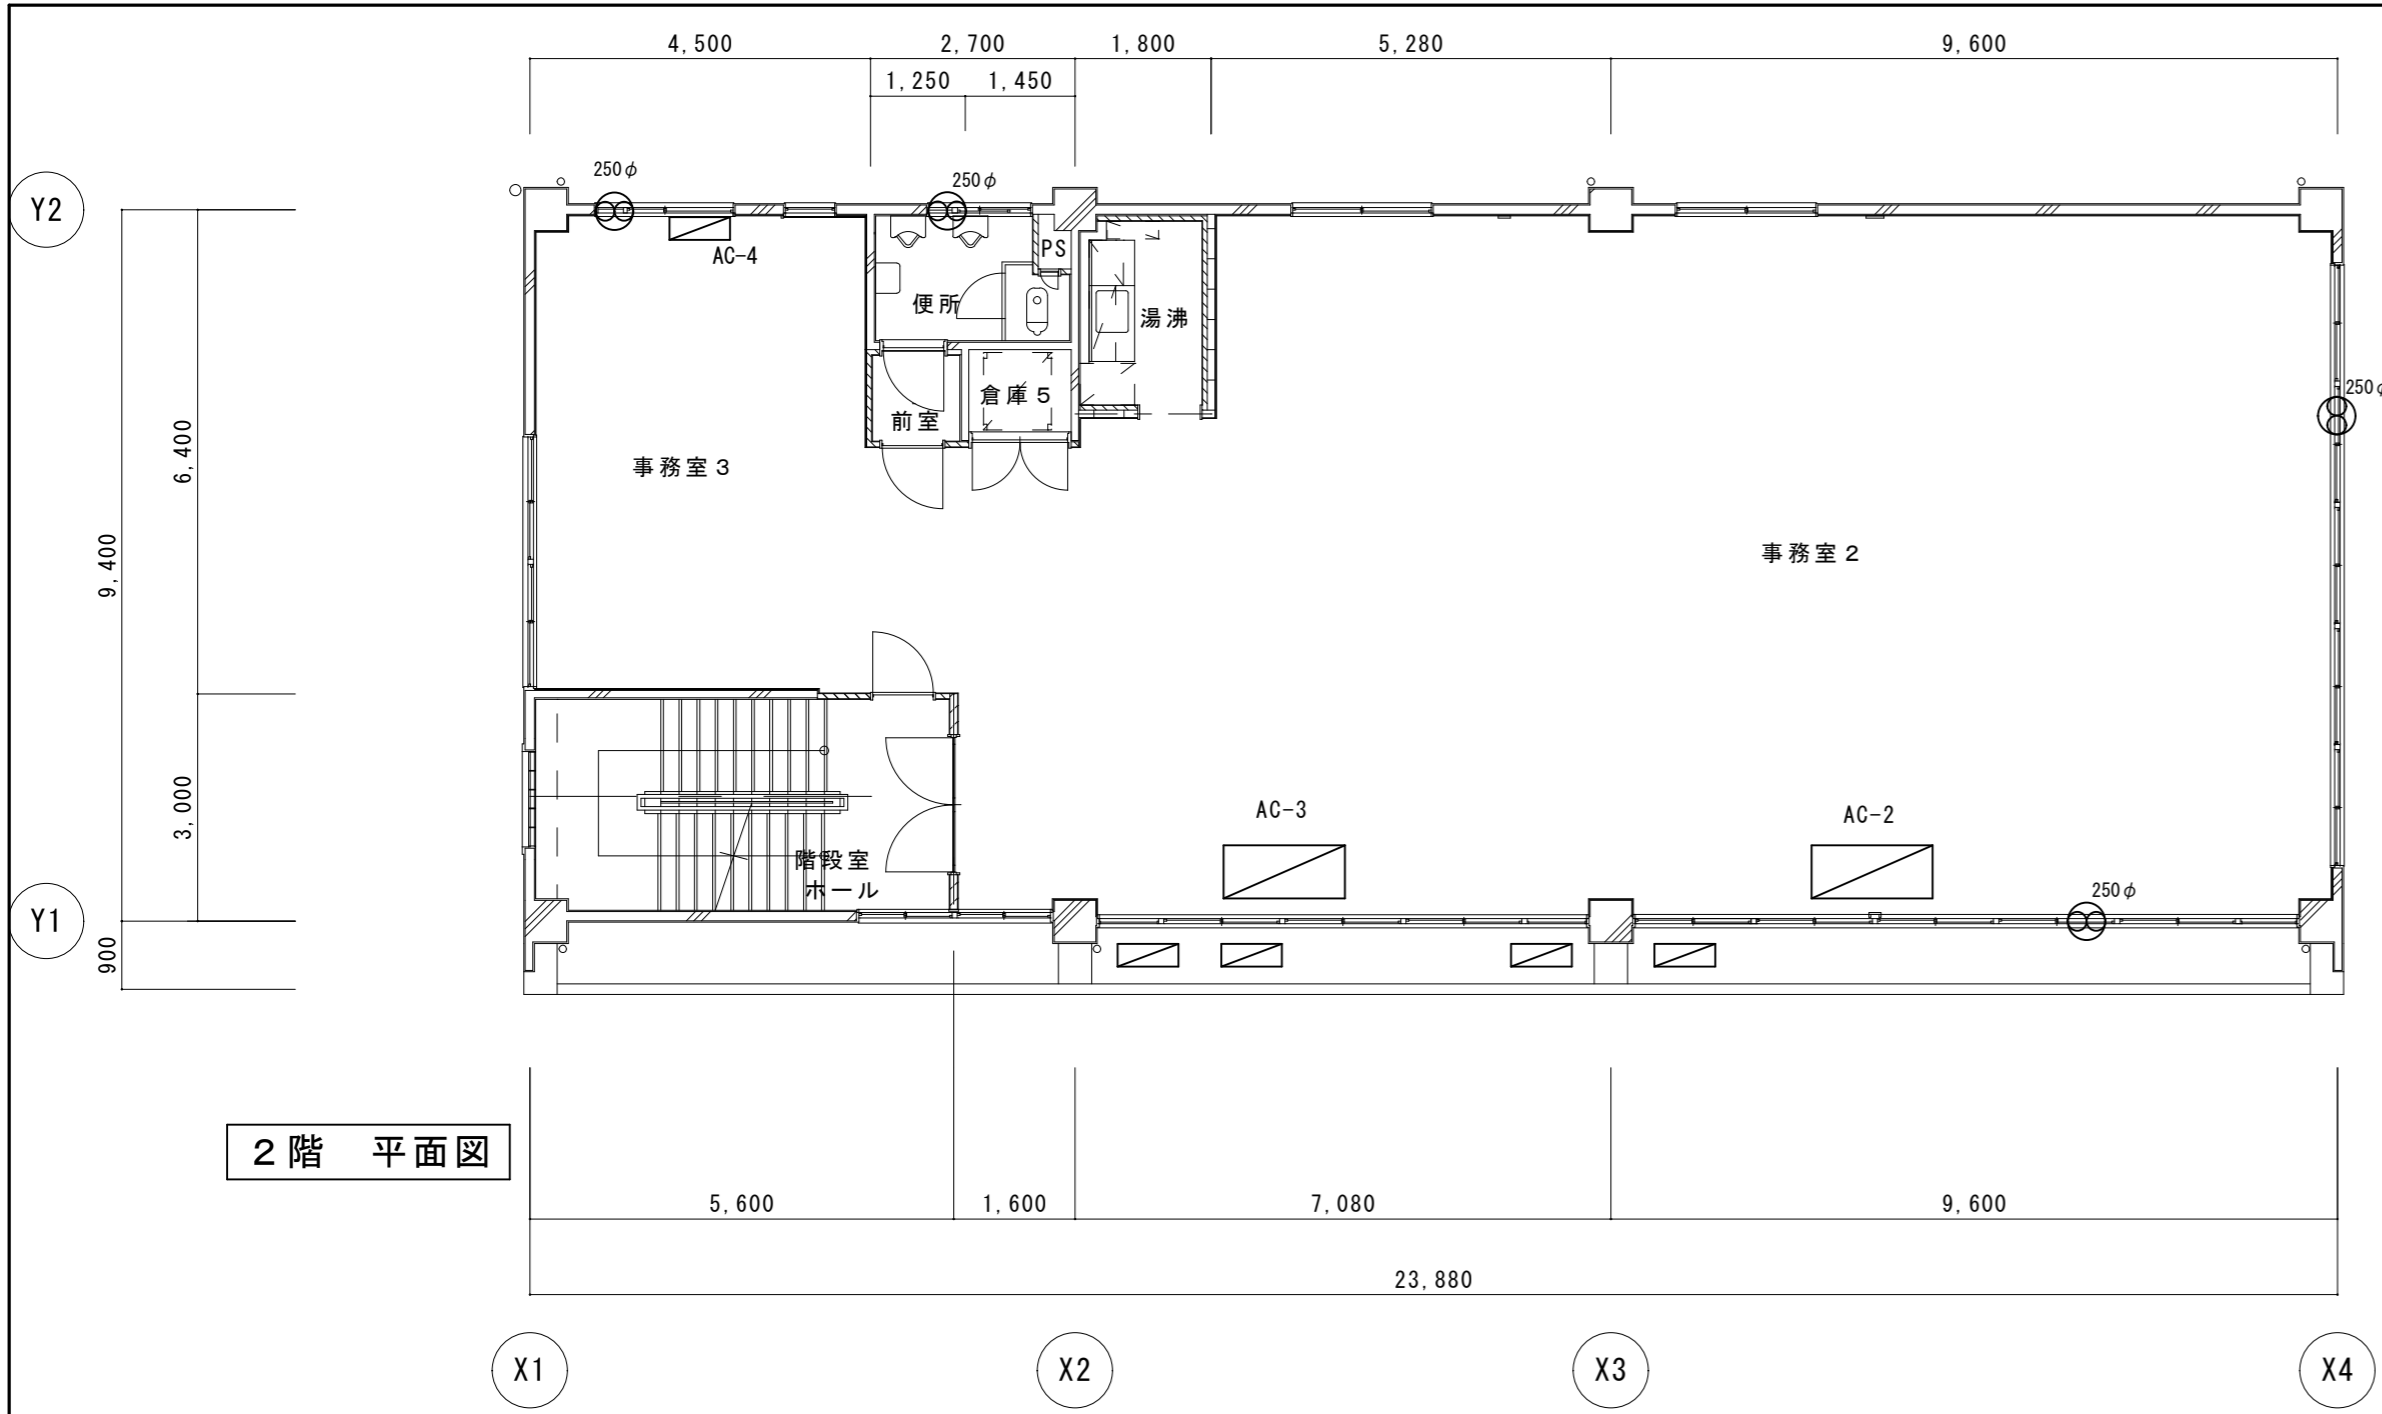 4,500 2,700 1,800 5,280 9,600
1,250 1,450
250φ 250φ
Y2
AC-4
PS
便所
湯沸
250φ
前室
倉庫５
6,400
事務室３
事務室２
9,400
3,000
AC-3
AC-2
階段室
ホール
250φ
Y1
900
２階 平面図
5,600 1,600 7,080 9,600
23,880
X1 X2 X3 X4